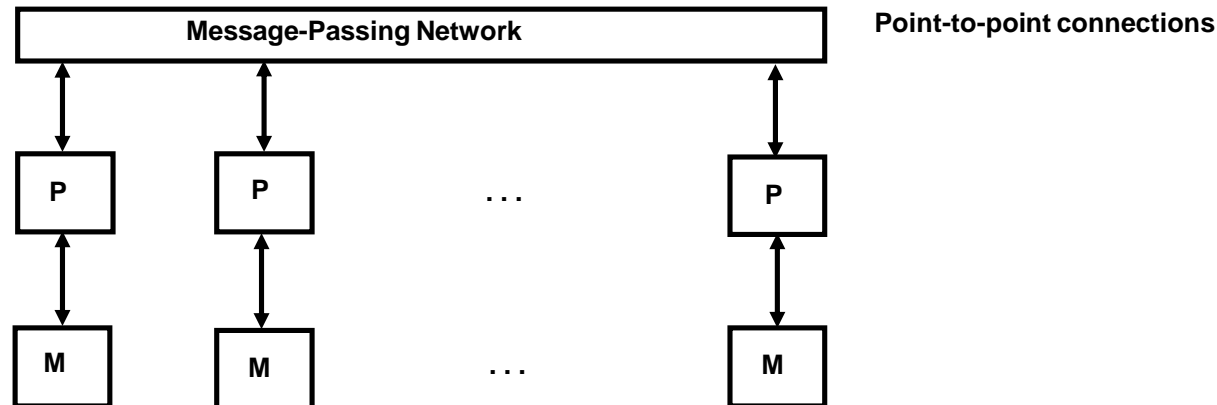 Message-Passing Network
Point-to-point connections
P P . . . P
M M . . . M